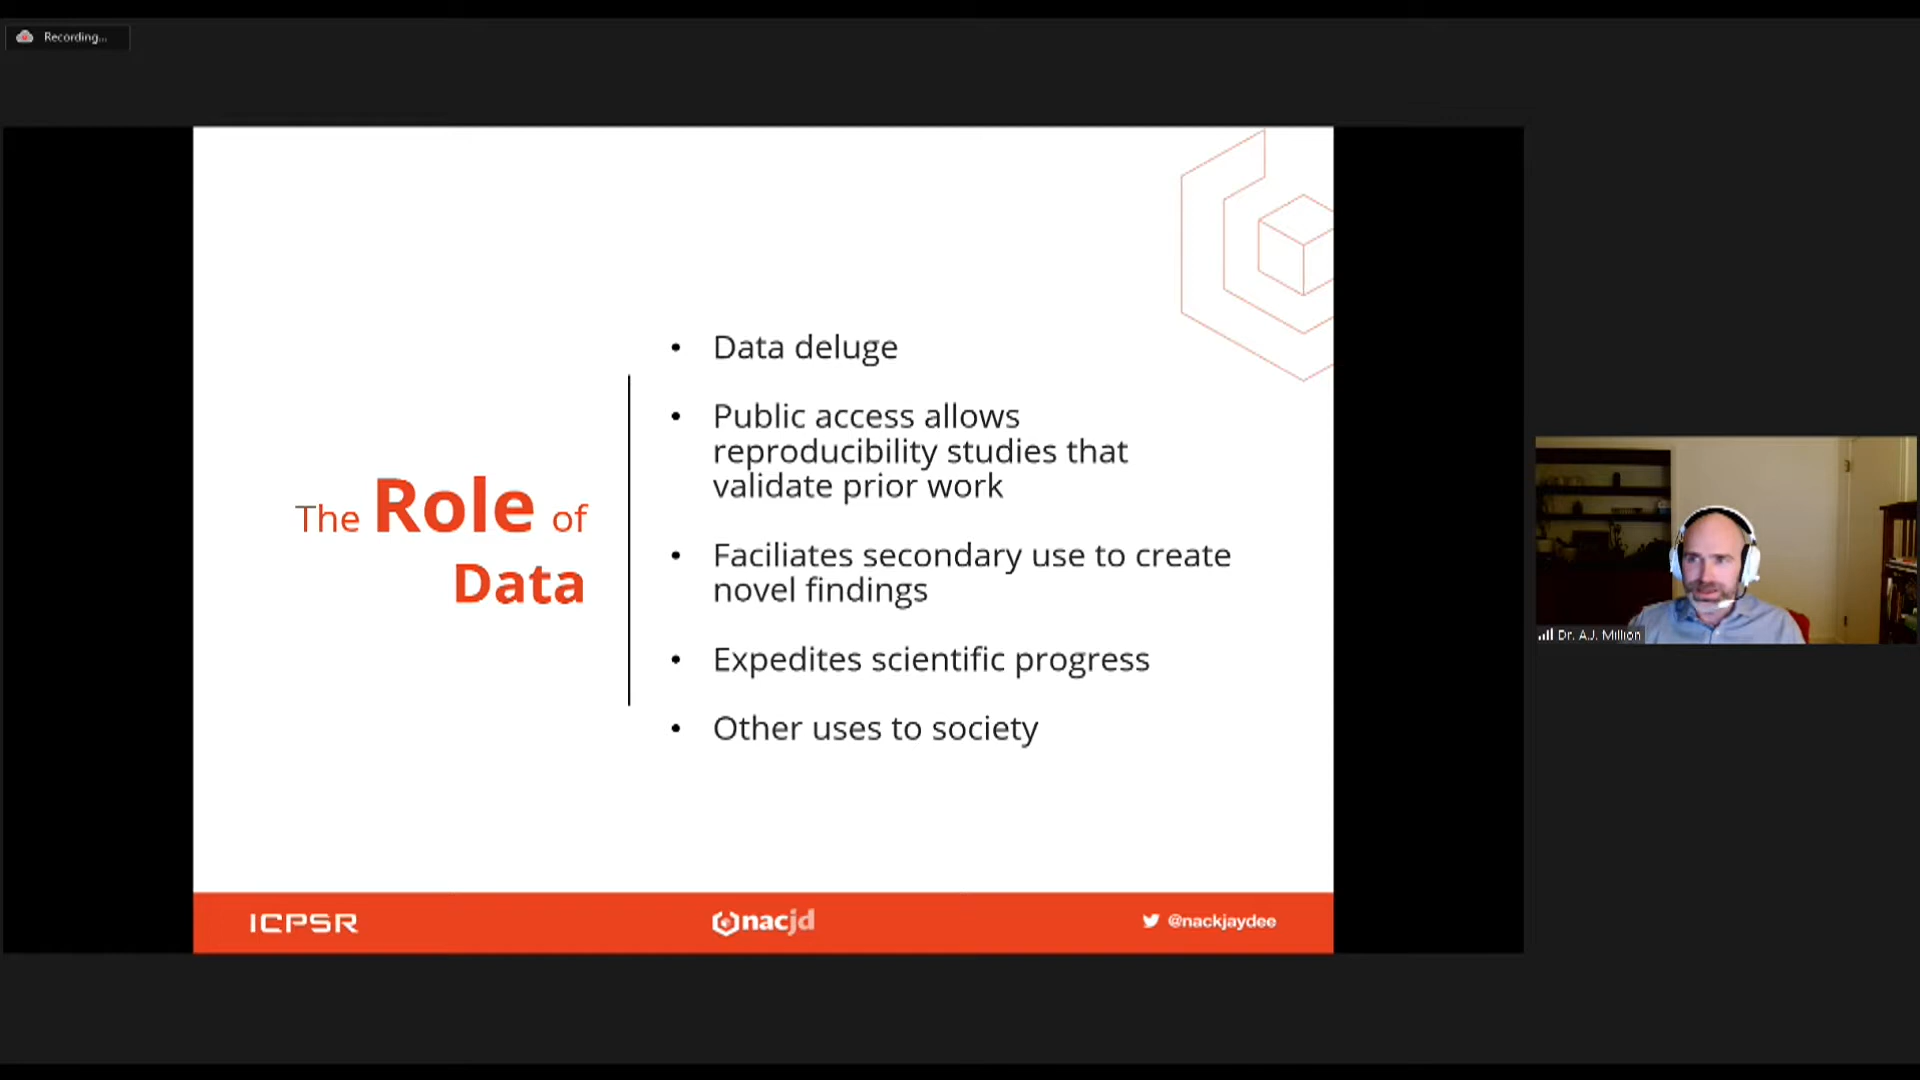 Recording...
The Role of
Data
• Data deluge
• Public access allows
reproducibility studies that
validate prior work
• Faciliates secondary use to create
novel findings
• Expedites scientific progress
• Other uses to society
ICPSR
nacjd
@nackjaydee
Dr. A.J. Million